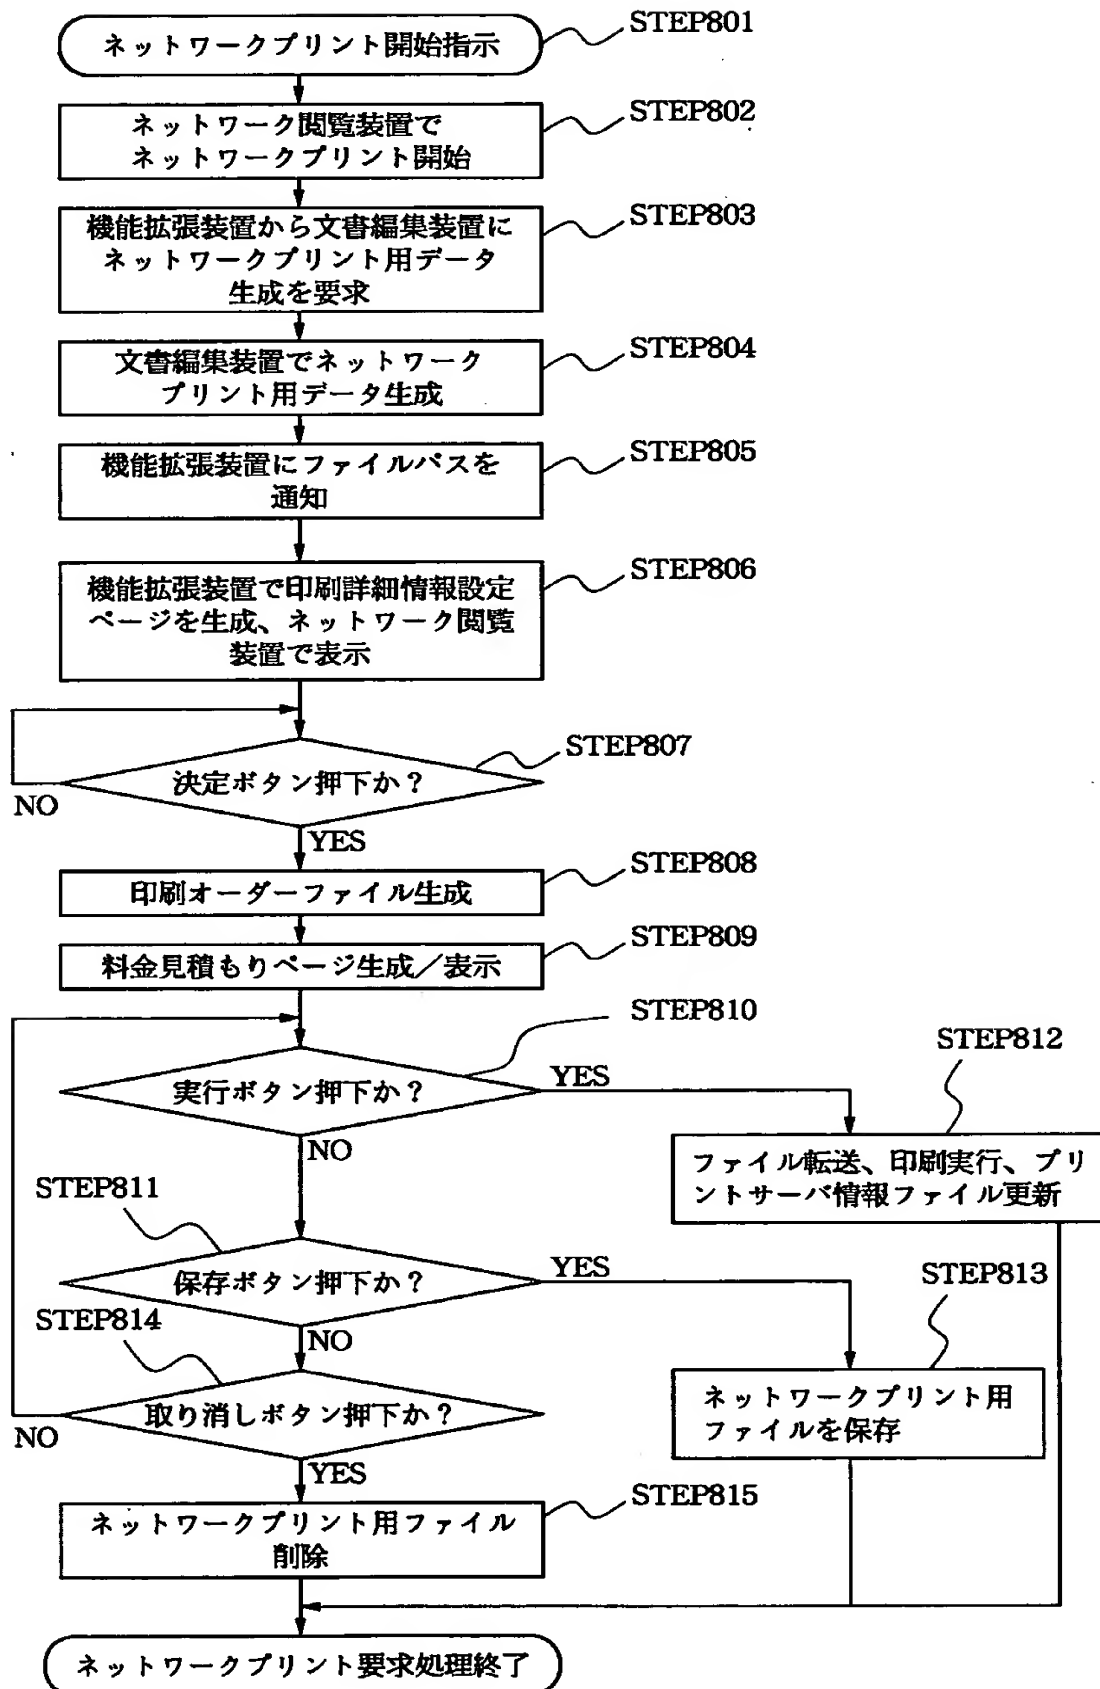 ネットワークプリント開始指示
STEP801
ネットワーク閲覧装置で
ネットワークプリント開始
STEP802
機能拡張装置から文書編集装置に
ネットワークプリント用データ
生成を要求
STEP803
文書編集装置でネットワーク
プリント用データ生成
STEP804
機能拡張装置にファイルパスを
通知
STEP805
機能拡張装置で印刷詳細情報設定
ページを生成、ネットワーク閲覧
装置で表示
STEP806
決定ボタン押下か？
STEP807
NO
YES
印刷オーダーファイル生成
STEP808
料金見積もりページ生成／表示
STEP809
実行ボタン押下か？
STEP810
YES
NO
STEP812
ファイル転送、印刷実行、プリ
ントサーバ情報ファイル更新
STEP811
保存ボタン押下か？
YES
NO
STEP813
ネットワークプリント用
ファイルを保存
STEP814
取り消しボタン押下か？
NO
YES
ネットワークプリント用ファイル
削除
STEP815
ネットワークプリント要求処理終了